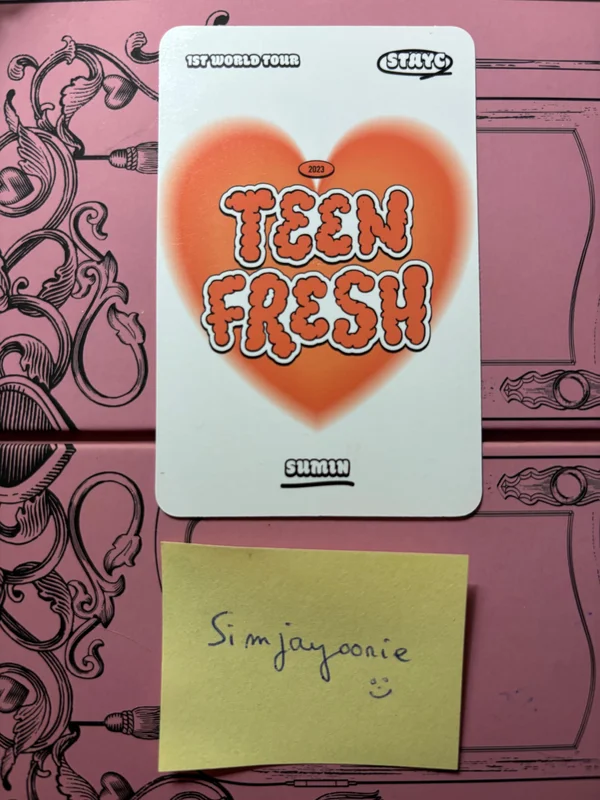 1ST WORLD TOUR
STAYC
2023
TEEN
FRESH
SUMIN
Simjayoonie
:)